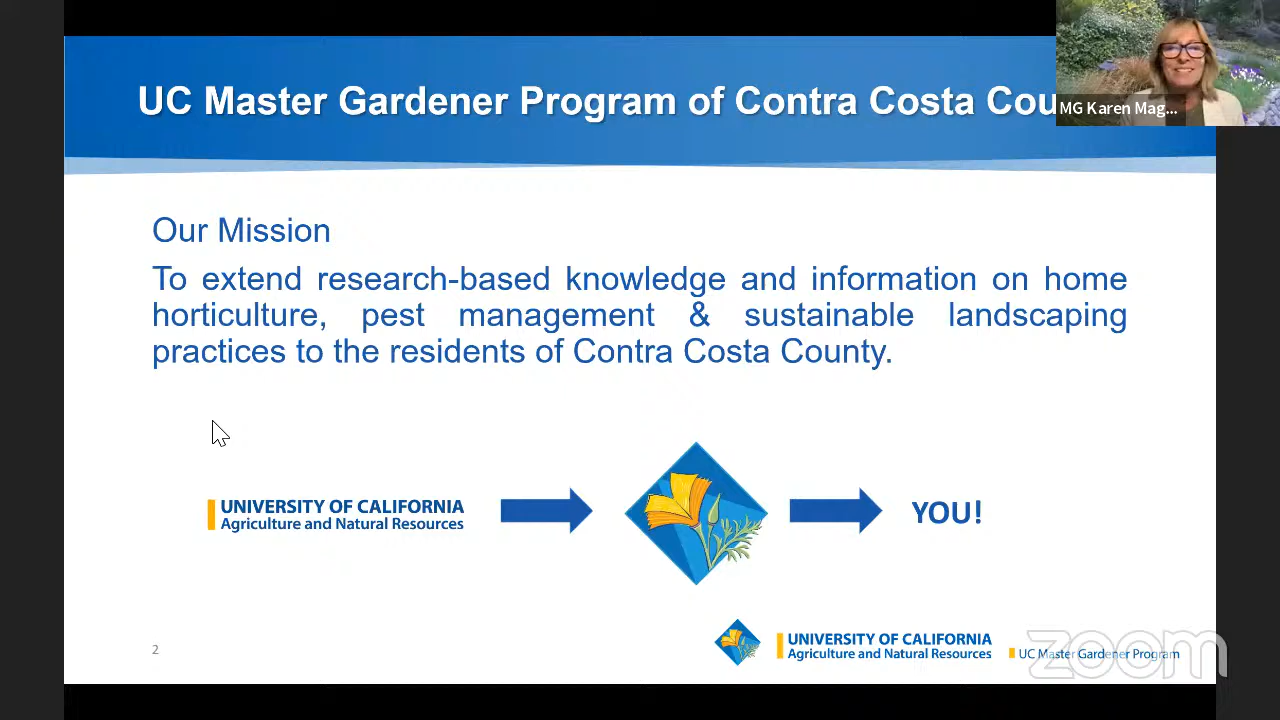 UC Master Gardener Program of Contra Costa Cou
MG Karen Mag...
Our Mission
To extend research-based knowledge and information on home
horticulture, pest management & sustainable landscaping
practices to the residents of Contra Costa County.
UNIVERSITY OF CALIFORNIA
Agriculture and Natural Resources
YOU!
2
UNIVERSITY OF CALIFORNIA
Agriculture and Natural Resources
UC Master Gardener Program
zoom